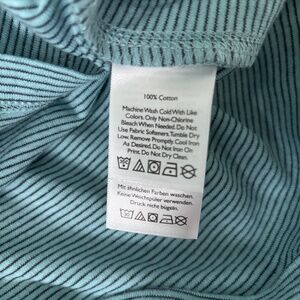 100% Cotton
Machine Wash Cold With Like
Colors. Only Non-Chlorine
Bleach When Needed. Do Not
Use Fabric Softeners. Tumble Dry
Low. Remove Promptly. Cool Iron
As Desired. Do Not Iron On
Print. Do Not Dry Clean.
Mit ähnlichen Farben waschen.
Keine Weichspüler verwenden.
Druck nicht bügeln.